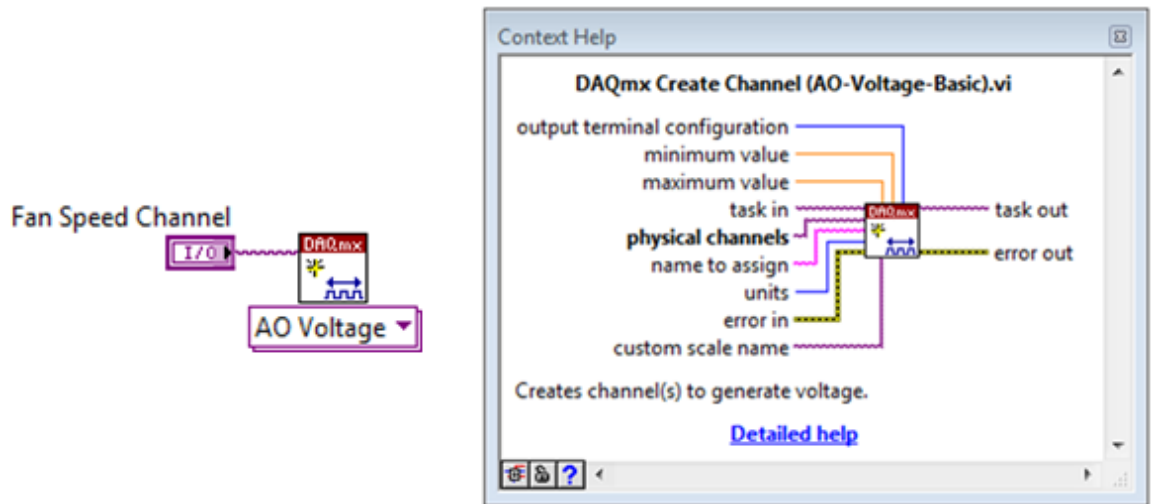 Fan Speed Channel
I/O
DAQmx
AO Voltage
Context Help
DAQmx Create Channel (AO-Voltage-Basic).vi
output terminal configuration
minimum value
maximum value
task in
DAQmx
task out
physical channels
name to assign
error out
units
error in
custom scale name
Creates channel(s) to generate voltage.
Detailed help
?